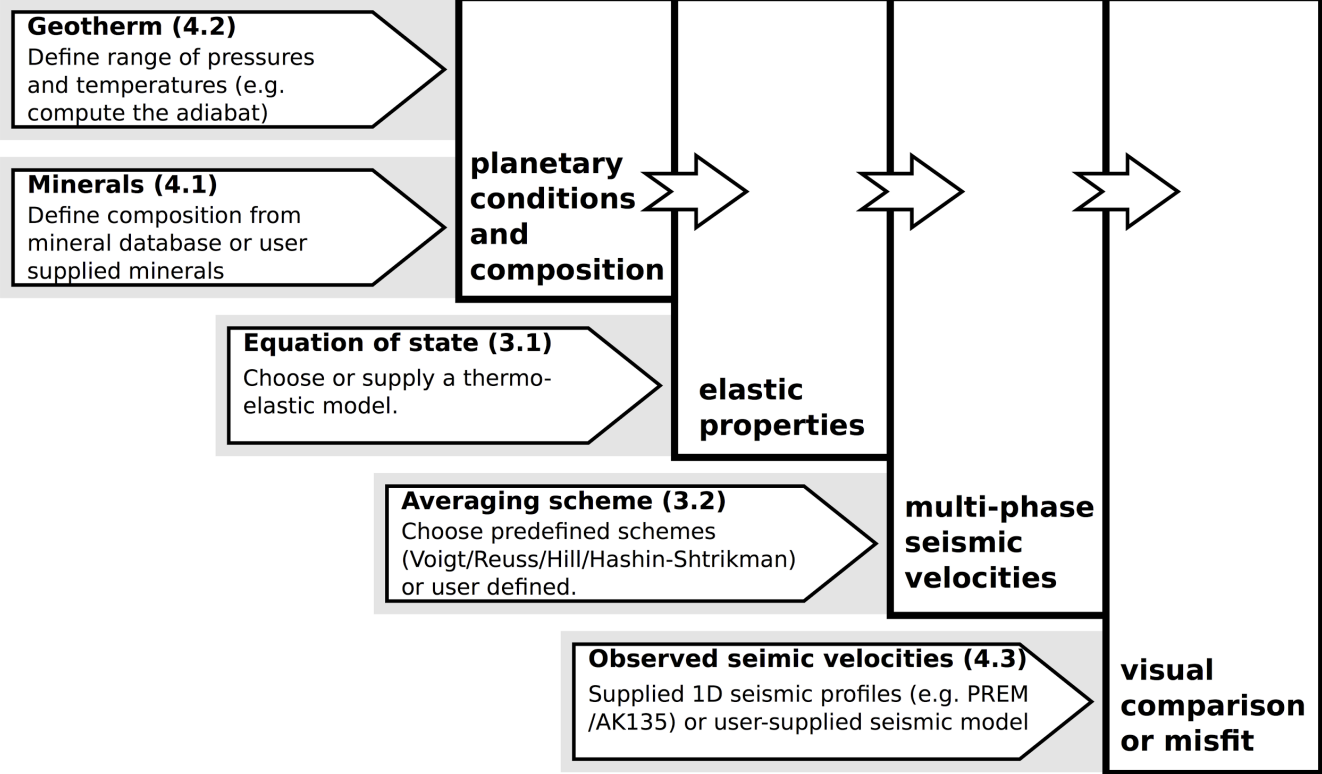 Geotherm (4.2)
Define range of pressures
and temperatures (e.g.
compute the adiabat)
Minerals (4.1)
Define composition from
mineral database or user
supplied minerals
planetary
conditions
and
composition
Equation of state (3.1)
Choose or supply a thermo-
elastic model.
elastic
properties
Averaging scheme (3.2)
Choose predefined schemes
(Voigt/Reuss/Hill/Hashin-Shtrikman)
or user defined.
multi-phase
seismic
velocities
Observed seimic velocities (4.3)
Supplied 1D seismic profiles (e.g. PREM
/AK135) or user-supplied seismic model
visual
comparison
or misfit